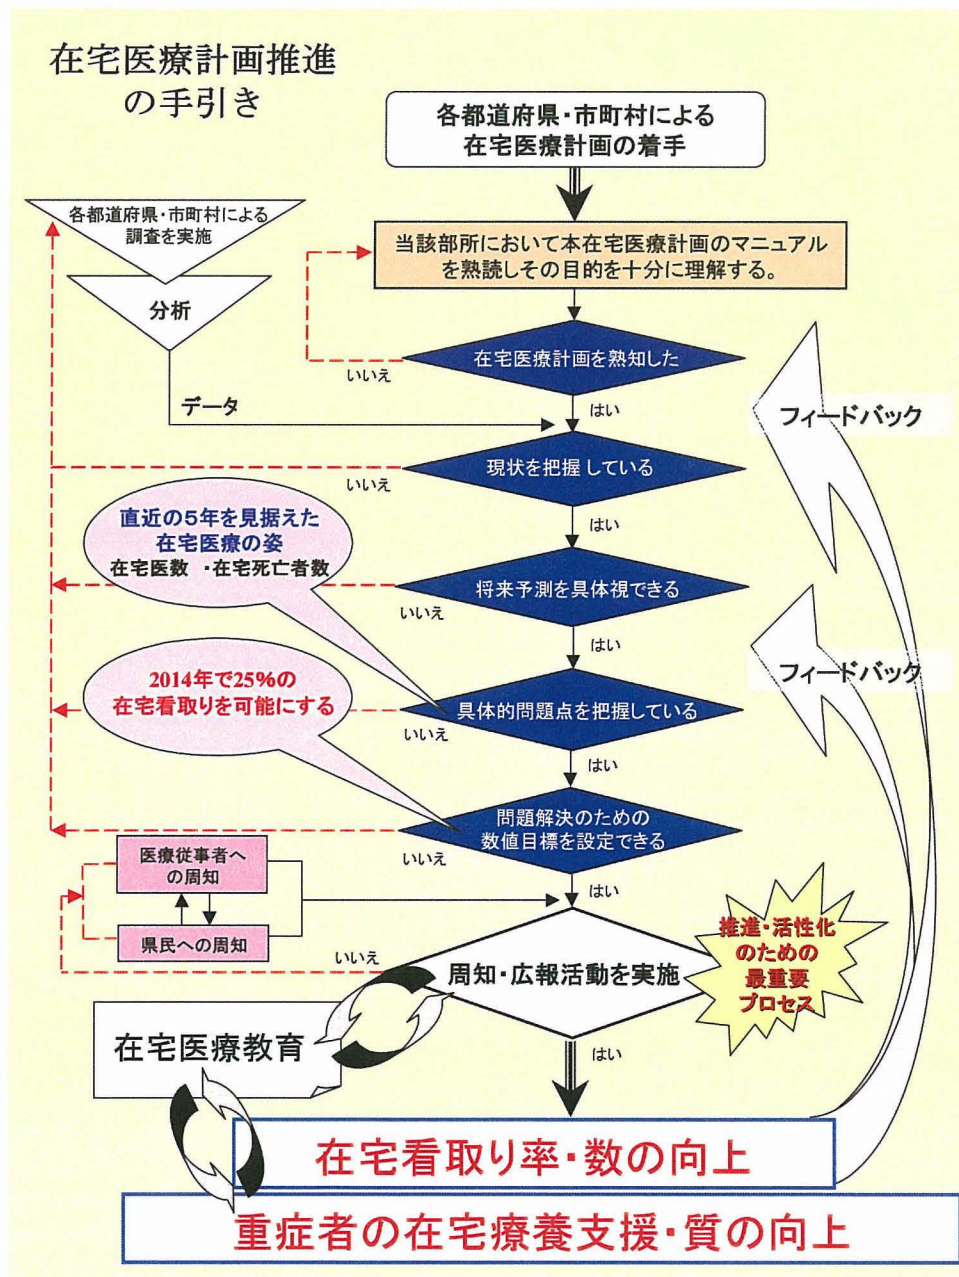 在宅医療計画推進
の手引き
各都道府県・市町村による
在宅医療計画の着手
各都道府県・市町村による
調査を実施
当該部所において本在宅医療計画のマニュアル
を熟読しその目的を十分に理解する。
分析
在宅医療計画を熟知した
いいえ
はい
データ
フィードバック
現状を把握している
いいえ
はい
直近の5年を見据えた
在宅医療の姿
在宅医数 ・在宅死亡者数
将来予測を具体視できる
いいえ
はい
フィードバック
2014年で25%の
在宅看取りを可能にする
具体的問題点を把握している
いいえ
はい
問題解決のための
数値目標を設定できる
いいえ
はい
医療従事者へ
の周知
県民への周知
推進・活性化
のための
最重要
プロセス
周知・広報活動を実施
いいえ
はい
在宅医療教育
在宅看取り率・数の向上
重症者の在宅療養支援・質の向上